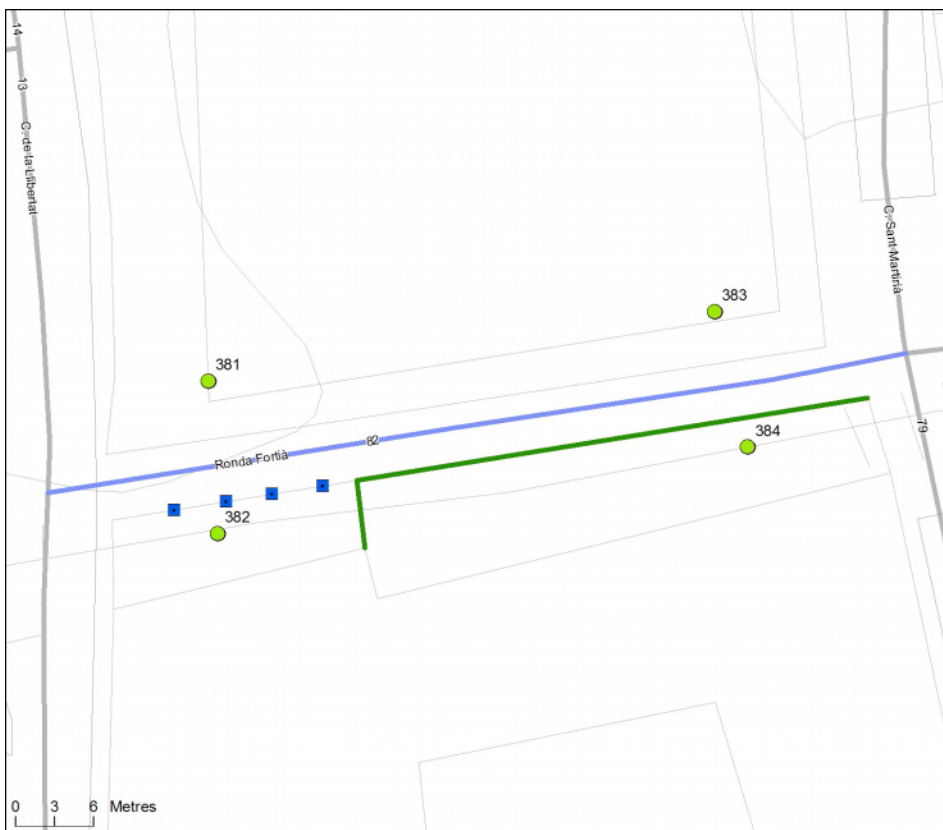 14
13
C. de la Llibertat
C. Sant Martirià
383
381
82
Ronda Fortià
384
79
382
0 3 6 Metres